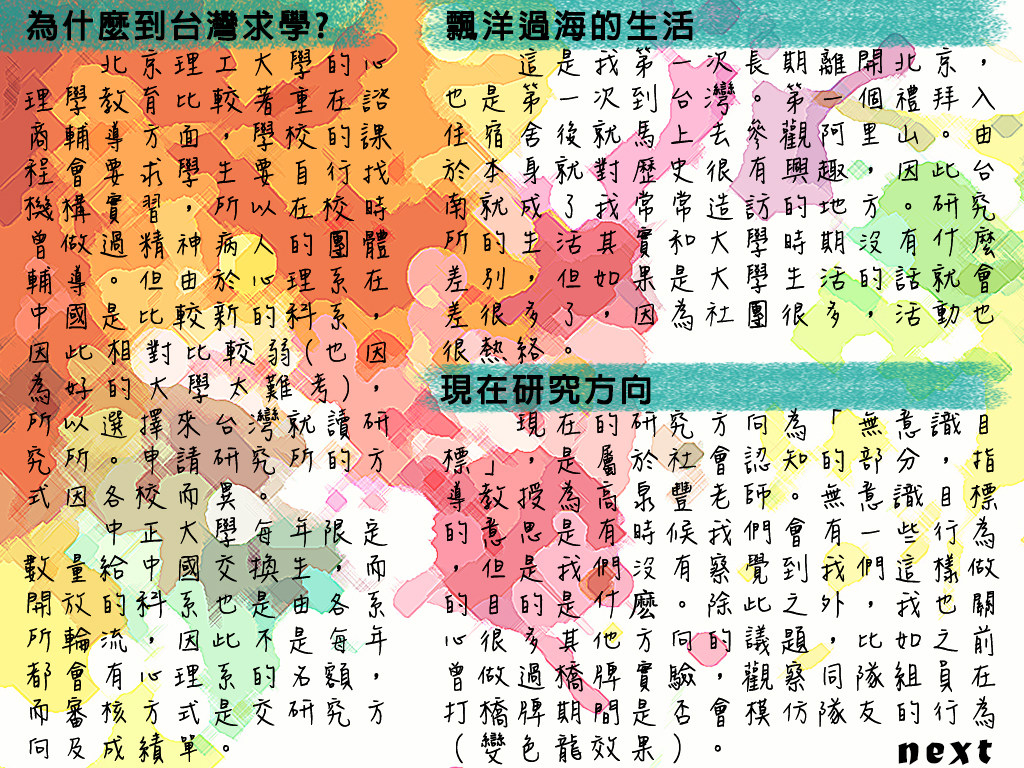 為什麼到台灣求學?
北京理工大學的心
理學教育比較著重在諮
商輔導方面，學校的課
程會要求學生要自行找
機構實習，所以在校時
曾做過精神病人的團體
輔導。但由於心理系在
中國是比較新的科系，
因此相對比較弱(也因
為好的大學太難考)，
所以選擇來台灣就讀研
究所。申請研究所的方
式因各校而異。
中正大學每年限定
數量給中國交換生，而
開放的科系也是由各系
所輪流，因此不是每年
都會有心理系的名額，
而審核方式是交研究方
向及成績單。
飄洋過海的生活
這是我第一次長期離開北京，
也是第一次到台灣。第一個禮拜入
住宿舍後就馬上去參觀阿里山。由
於本身就對歷史很有興趣，因此台
南就成了我常常造訪的地方。研究
所的生活其實和大學時期沒有什麼
差別，但如果是大學生活的話就會
差很多了，因為社團很多，活動也
很熱絡。
現在研究方向
現在的研究方向為「無意識目
標」，是屬於社會認知的部分，指
導教授為高泉豐老師。無意識目標
的意思是有時候我們會有一些行為
，但是我們沒有察覺到我們這樣做
的目的是什麼。除此之外，我也關
心很多其他方向的議題，比如之前
曾做過橋牌實驗，觀察同隊組員在
打橋牌期間是否會模仿隊友的行為
(變色龍效果)。
next